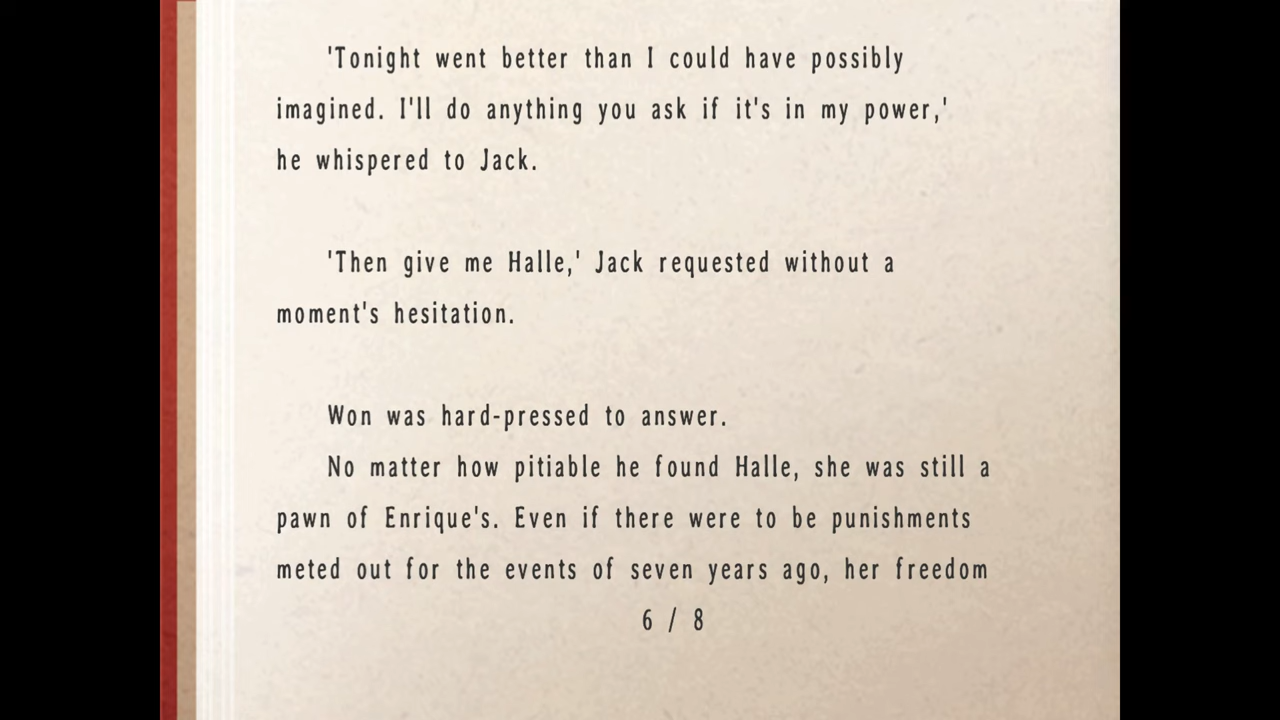 'Tonight went better than I could have possibly
imagined. I'll do anything you ask if it's in my power,'
he whispered to Jack.
'Then give me Halle,' Jack requested without a
moment's hesitation.
Won was hard-pressed to answer.
No matter how pitiable he found Halle, she was still a
pawn of Enrique's. Even if there were to be punishments
meted out for the events of seven years ago, her freedom
6 / 8